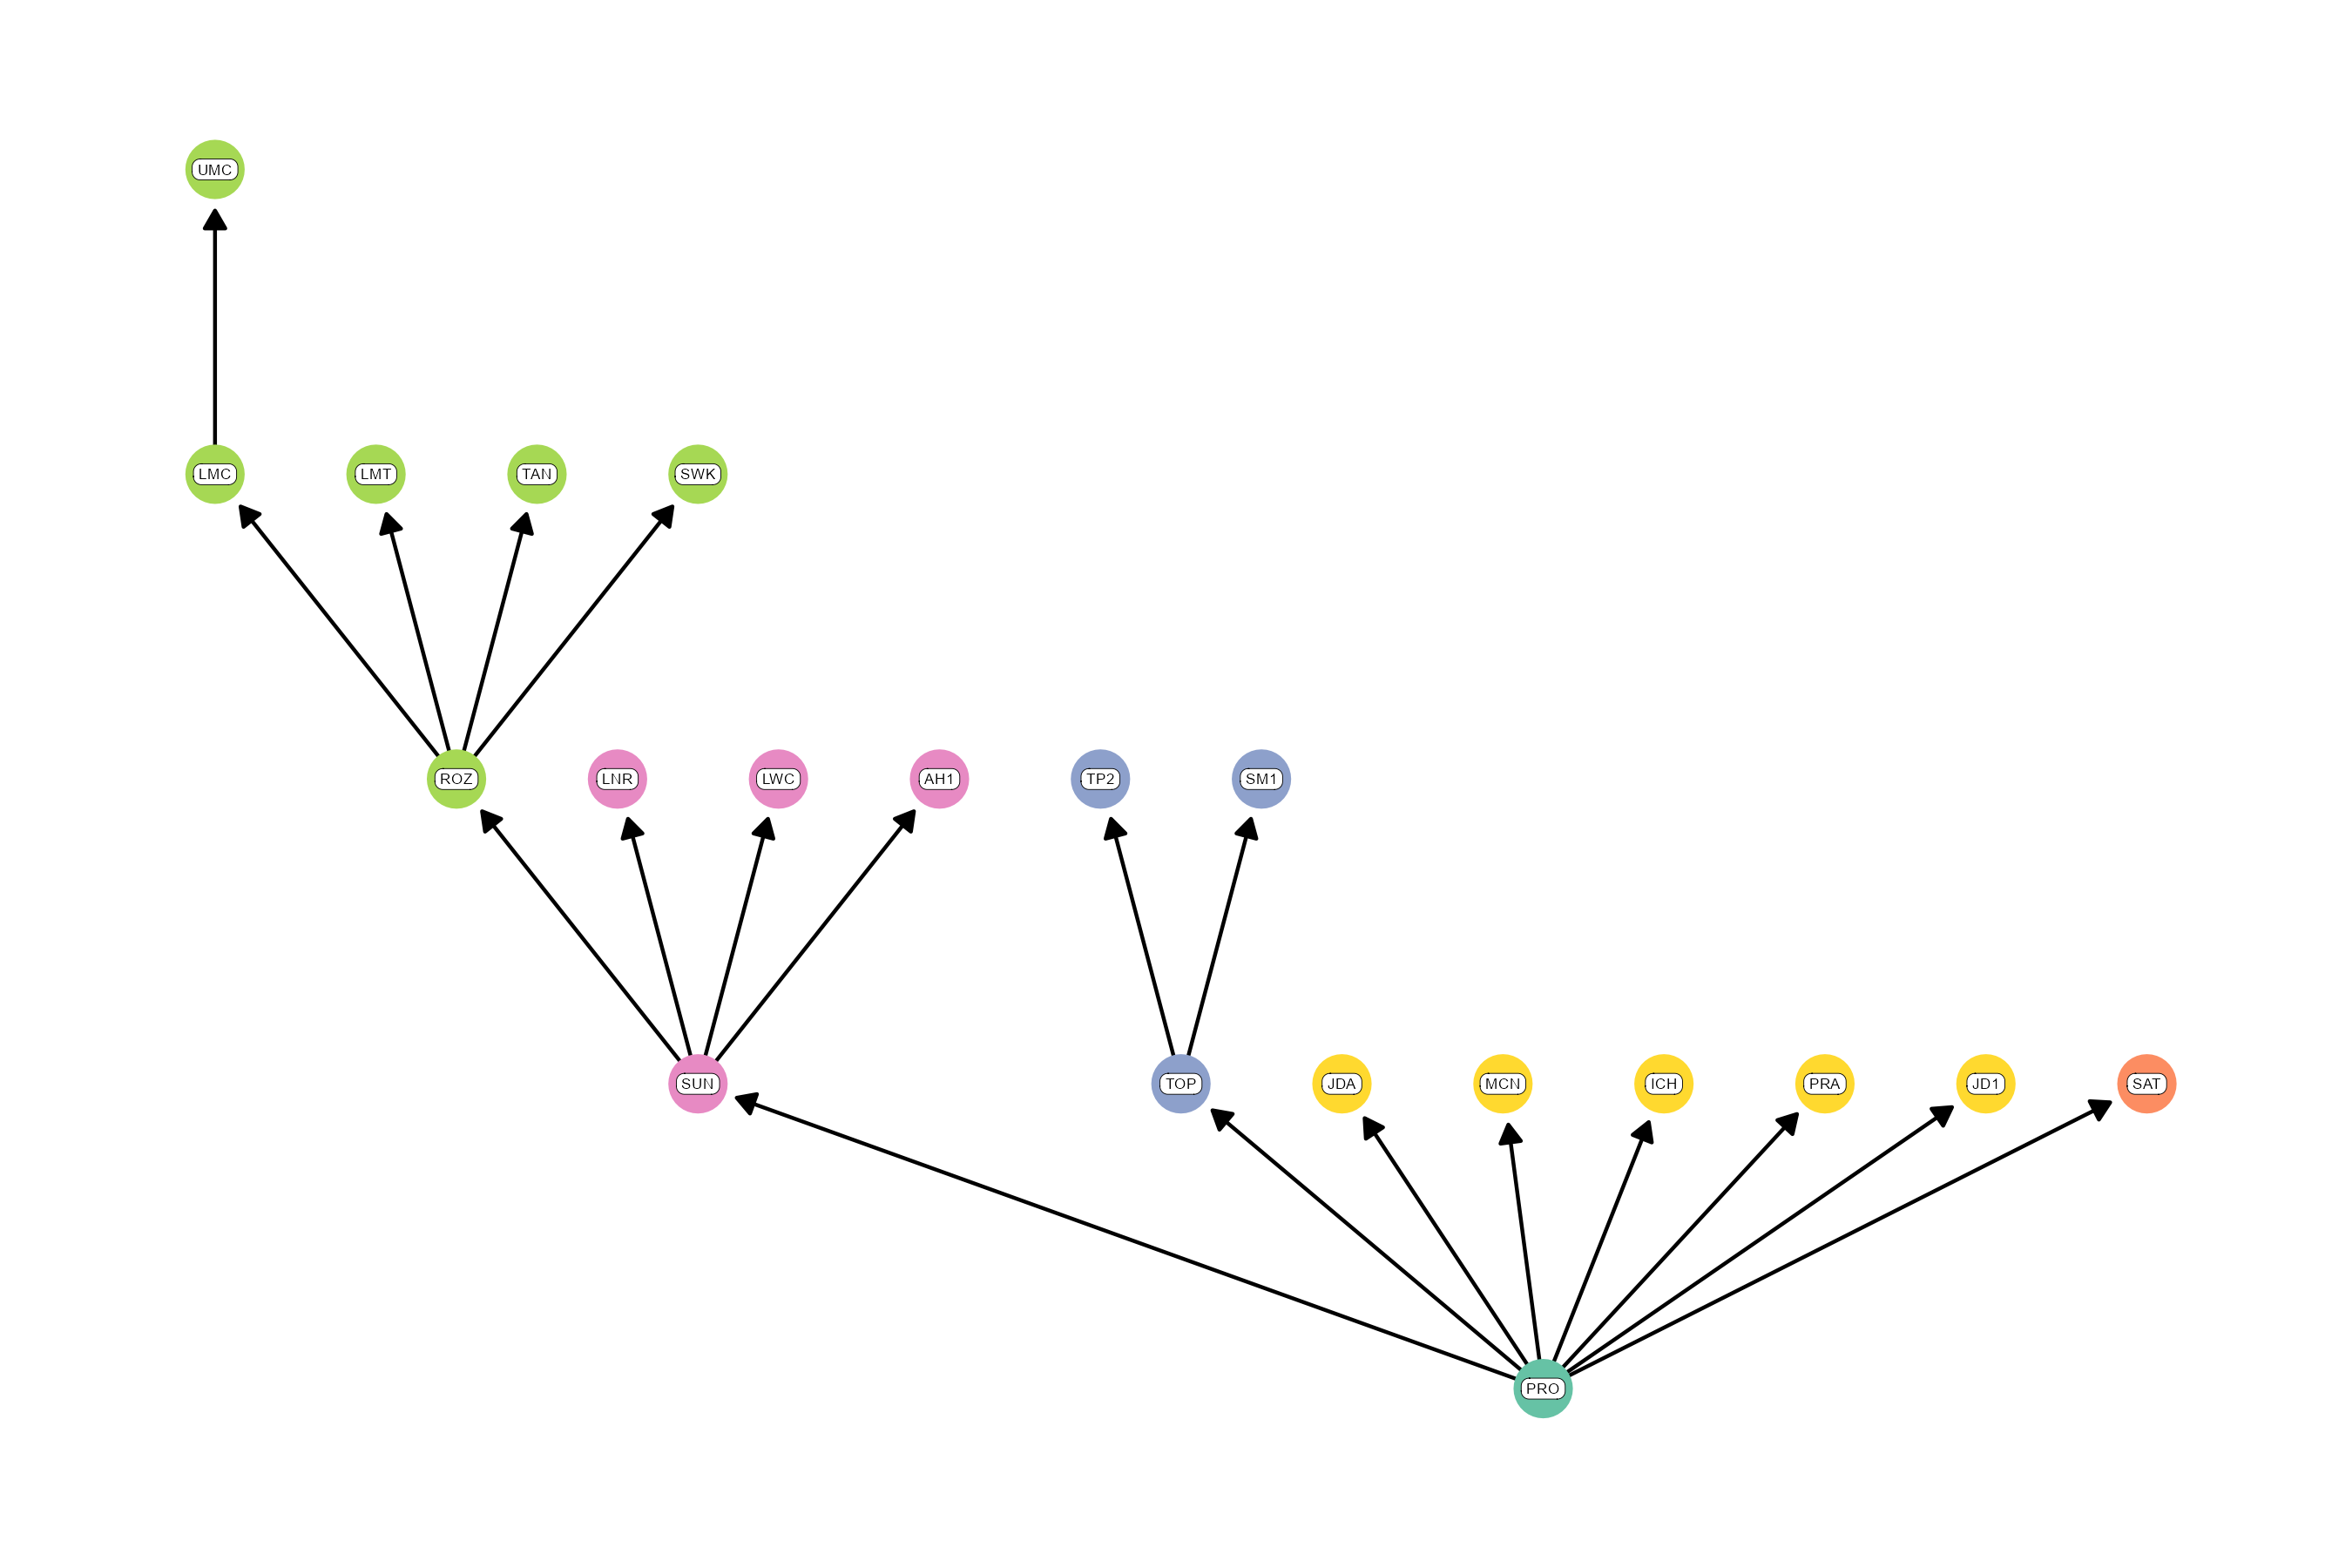 UMC
LMC
LMT
TAN
SWK
ROZ
LNR
LWC
AH1
TP2
SM1
SUN
TOP
JDA
MCN
ICH
PRA
JD1
SAT
PRO